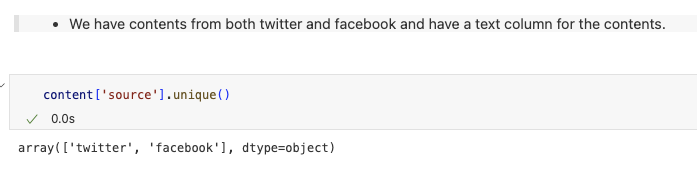 • We have contents from both twitter and facebook and have a text column for the contents.
content['source'].unique()
✓ 0.0s
array(['twitter', 'facebook'], dtype=object)